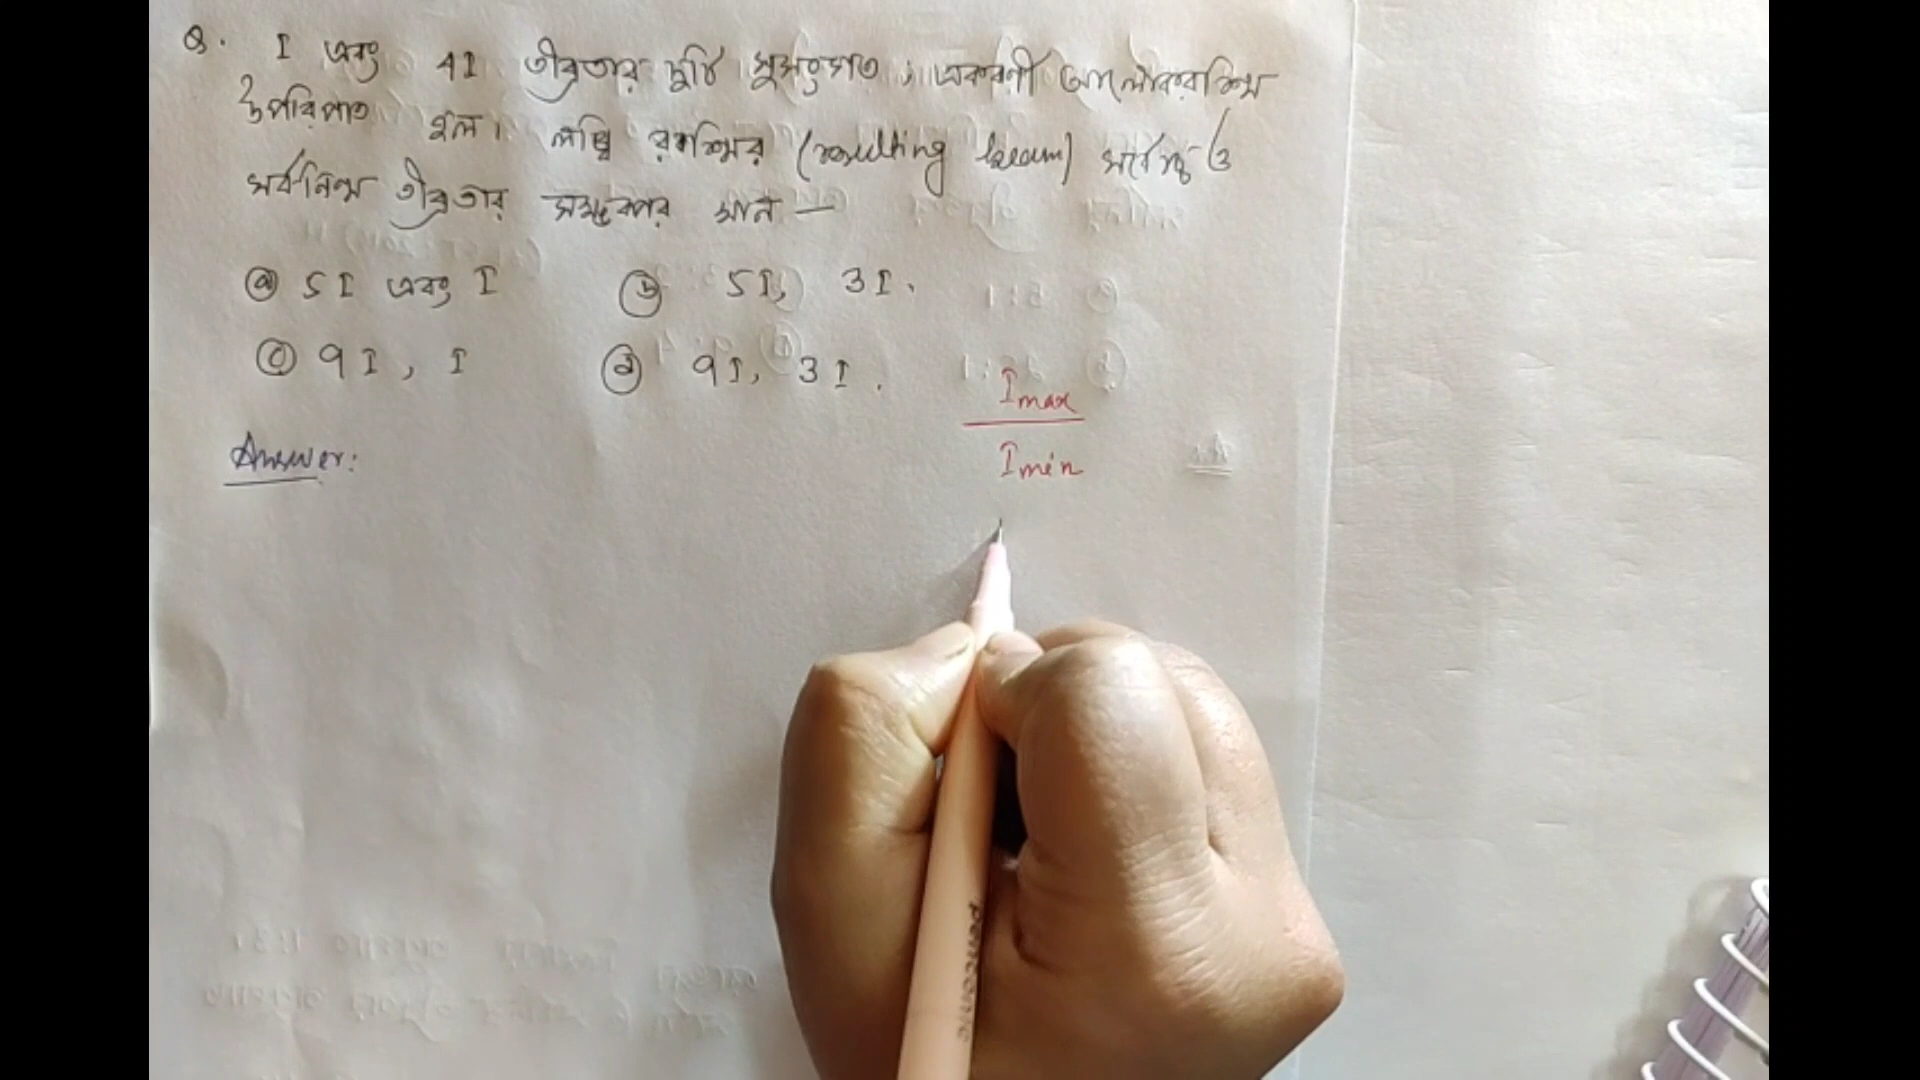 Q. I এবং 4I তীব্রতার দুটি সুসংগত, একবর্ণী আলোকরশ্মি
উপরিপাত হল। লব্ধি রশ্মির (resulting beam) সর্বোচ্চ ও
সর্বনিম্ন তীব্রতার সম্ভাব্য মান —
ⓐ 5I এবং I ⓑ 5I, 3I.
ⓒ 9I, I ⓓ 9I, 3I.
Imax
Imin
Answer: